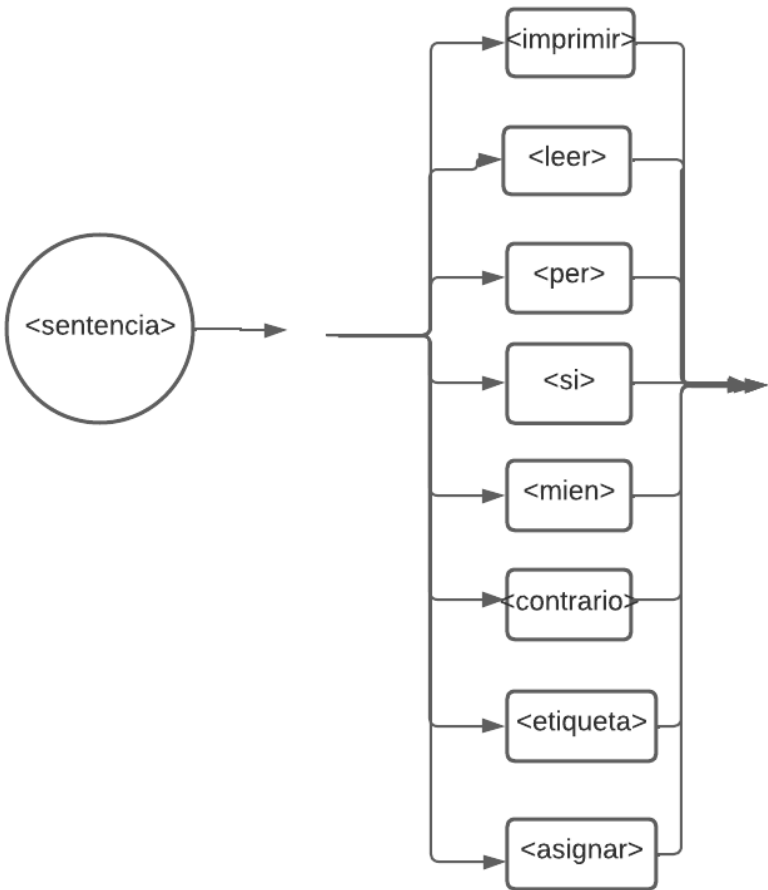 <imprimir>
<leer>
<per>
<sentencia>
<si>
<mien>
<contrario>
<etiqueta>
<asignar>